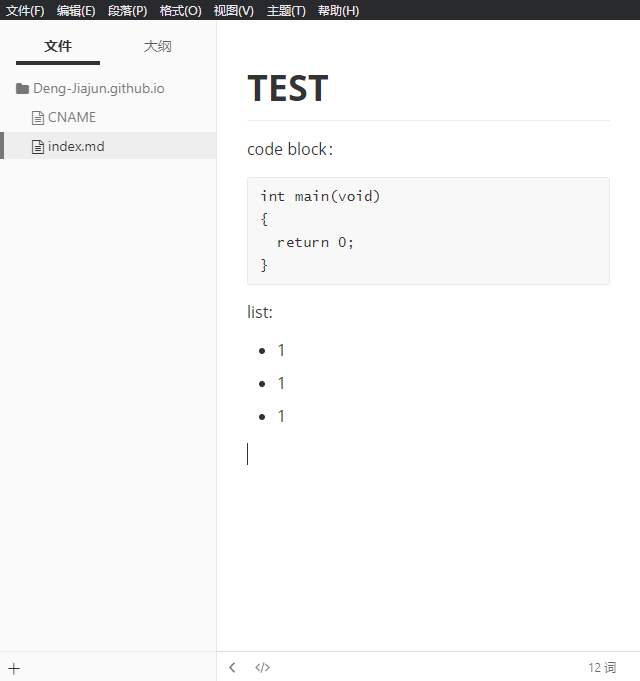 文件(F) 编辑(E) 段落(P) 格式(O) 视图(V) 主题(T) 帮助(H)
文件 大纲
Deng-Jiajun.github.io
CNAME
index.md
TEST
code block：
int main(void)
{
  return 0;
}
list:
• 1
• 1
• 1
+ < </> 12 词